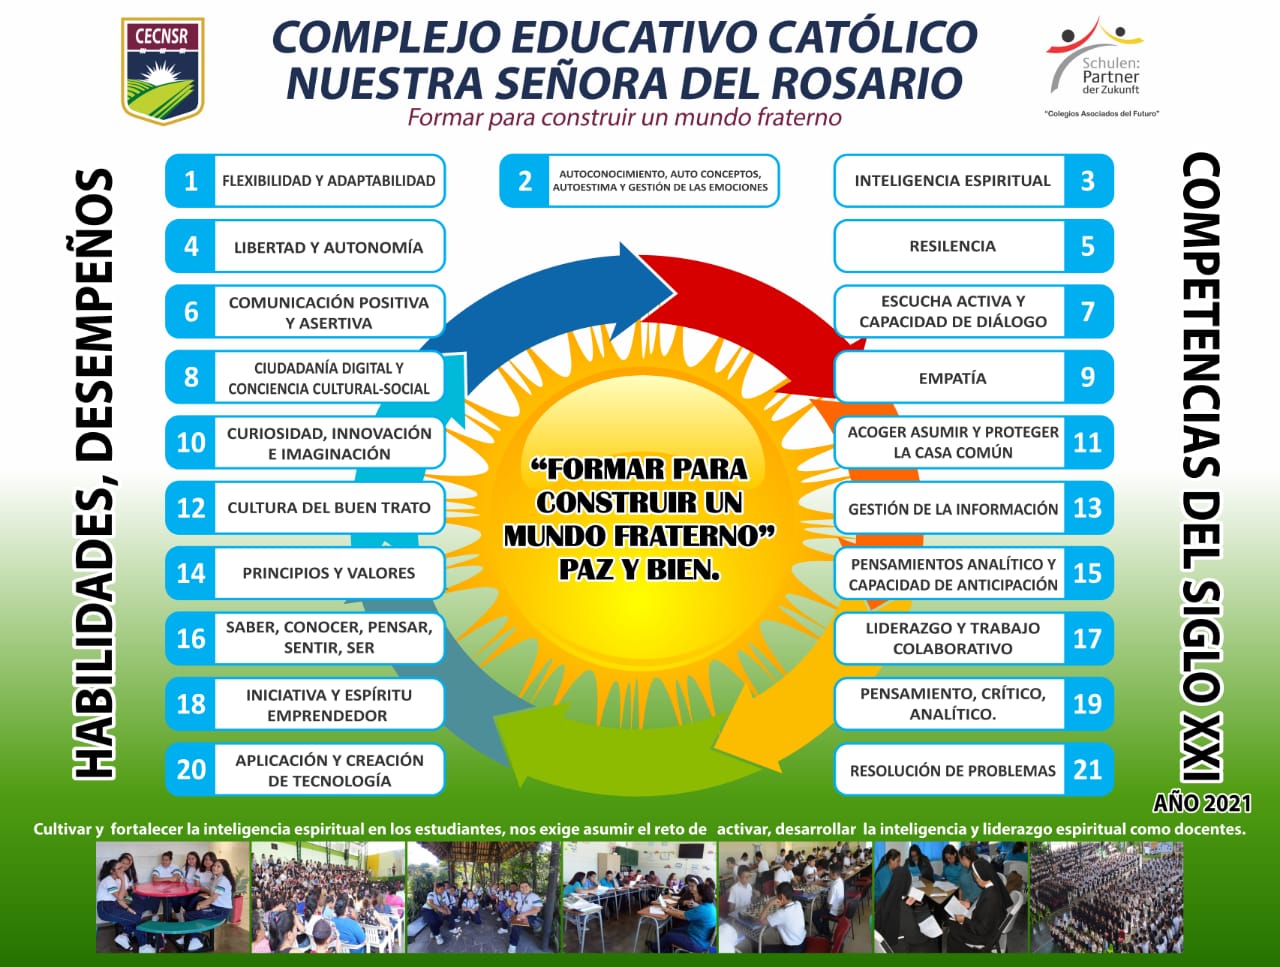 CECNSR
COMPLEJO EDUCATIVO CATÓLICO
NUESTRA SEÑORA DEL ROSARIO
Formar para construir un mundo fraterno
Schulen:
Partner
der Zukunft
"Colegios Asociados del Futuro"
HABILIDADES, DESEMPEÑOS
COMPETENCIAS DEL SIGLO XXI
AÑO 2021
1 FLEXIBILIDAD Y ADAPTABILIDAD
2 AUTOCONOCIMIENTO, AUTO CONCEPTOS,
AUTOESTIMA Y GESTIÓN DE LAS EMOCIONES
INTELIGENCIA ESPIRITUAL 3
4 LIBERTAD Y AUTONOMÍA
RESILENCIA 5
6 COMUNICACIÓN POSITIVA
Y ASERTIVA
ESCUCHA ACTIVA Y
CAPACIDAD DE DIÁLOGO 7
8 CIUDADANÍA DIGITAL Y
CONCIENCIA CULTURAL-SOCIAL
EMPATÍA 9
10 CURIOSIDAD, INNOVACIÓN
E IMAGINACIÓN
ACOGER ASUMIR Y PROTEGER
LA CASA COMÚN 11
12 CULTURA DEL BUEN TRATO
GESTIÓN DE LA INFORMACIÓN 13
14 PRINCIPIOS Y VALORES
PENSAMIENTOS ANALÍTICO Y
CAPACIDAD DE ANTICIPACIÓN 15
16 SABER, CONOCER, PENSAR,
SENTIR, SER
LIDERAZGO Y TRABAJO
COLABORATIVO 17
18 INICIATIVA Y ESPÍRITU
EMPRENDEDOR
PENSAMIENTO, CRÍTICO,
ANALÍTICO. 19
20 APLICACIÓN Y CREACIÓN
DE TECNOLOGÍA
RESOLUCIÓN DE PROBLEMAS 21
“FORMAR PARA
CONSTRUIR UN
MUNDO FRATERNO”
PAZ Y BIEN.
Cultivar y fortalecer la inteligencia espiritual en los estudiantes, nos exige asumir el reto de activar, desarrollar la inteligencia y liderazgo espiritual como docentes.